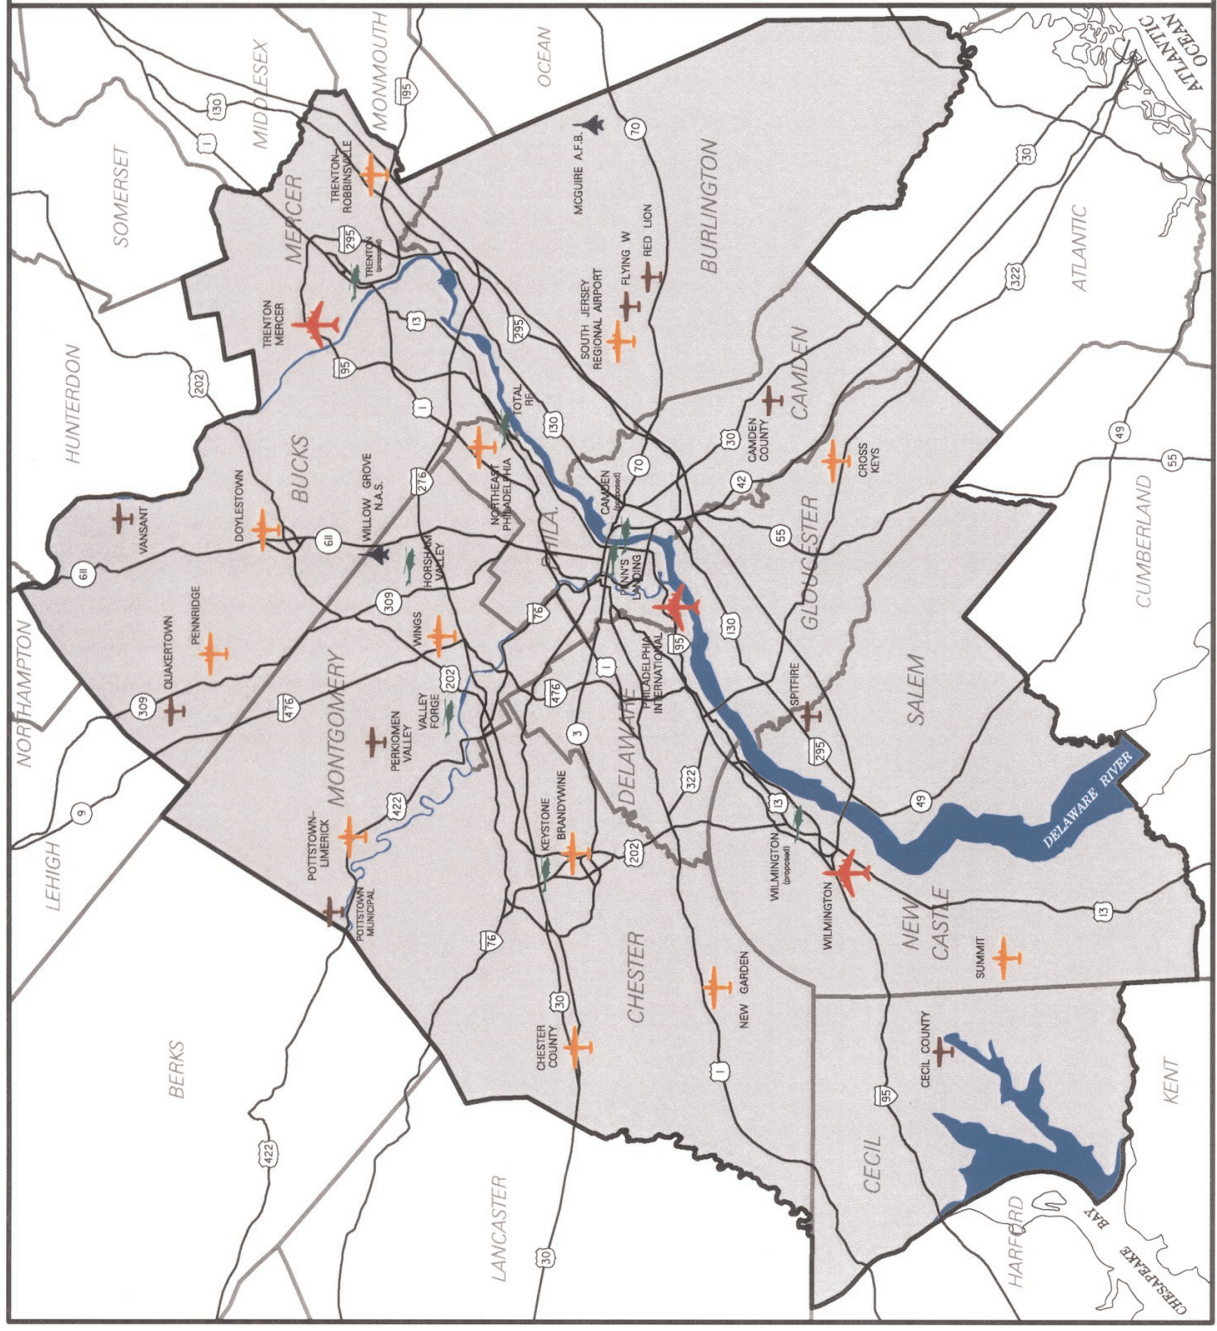 NORTHAMPTON
LEHIGH
BERKS
LANCASTER
HUNTERDON
SOMERSET
MIDDLESEX
MONMOUTH
OCEAN
ATLANTIC
OCEAN
ATLANTIC
CUMBERLAND
KENT
HARFORD
CHESAPEAKE
BAY
MERCER
BUCKS
MONTGOMERY
PHILA.
DELAWARE
CHESTER
BURLINGTON
CAMDEN
GLOUCESTER
SALEM
NEW
CASTLE
CECIL
DELAWARE RIVER
TRENTON-
ROBBINSVILLE
TRENTON
(proposed)
TRENTON
MERCER
MCGUIRE A.F.B.
RED LION
FLYING W
SOUTH JERSEY
REGIONAL AIRPORT
VANSANT
DOYLESTOWN
WILLOW GROVE
N.A.S.
HORSHAM
VALLEY
NORTHEAST
PHILADELPHIA
TOTAL
CAMDEN
(proposed)
PENN'S
LANDING
CAMDEN
COUNTY
CROSS
KEYS
PENNRIDGE
QUAKERTOWN
WINGS
VALLEY
FORGE
PERKIOMEN
VALLEY
PHILADELPHIA
INTERNATIONAL
SPITFIRE
POTTSTOWN-
LIMERICK
POTTSTOWN
MUNICIPAL
KEYSTONE
BRANDYWINE
WILMINGTON
(proposed)
WILMINGTON
SUMMIT
NEW GARDEN
CHESTER
COUNTY
CECIL COUNTY
130
1
195
295
70
30
322
202
95
13
295
1
130
276
611
611
309
309
476
9
202
76
70
30
42
55
49
55
1
476
3
95
130
295
322
13
49
422
202
76
30
13
1
95
422
30